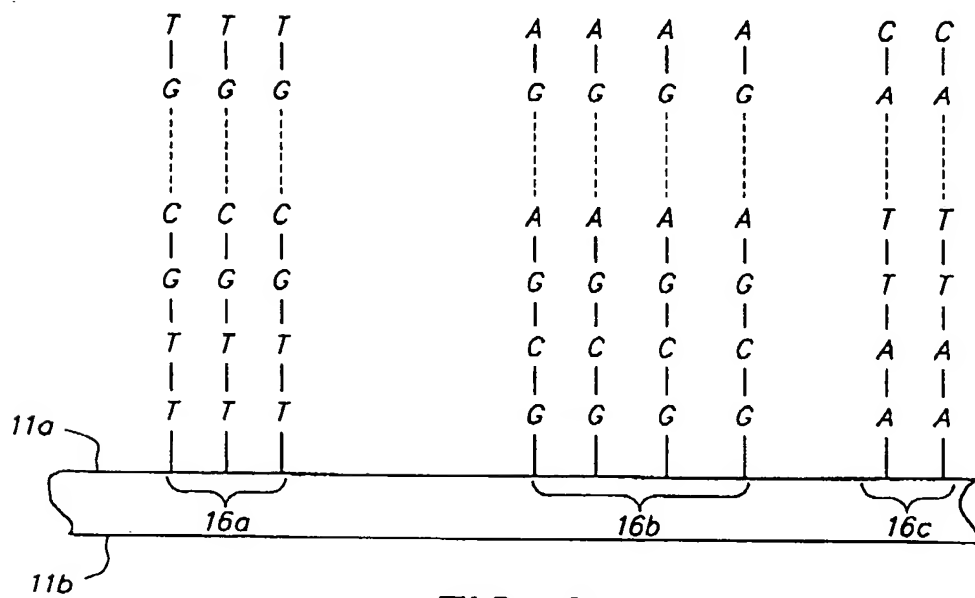 T T T A A A A C C
G G G G G G G A A
C C C A A A A T T
G G G G G G G T T
T T T C C C C A A
T T T G G G G A A
11a
16a 16b 16c
11b